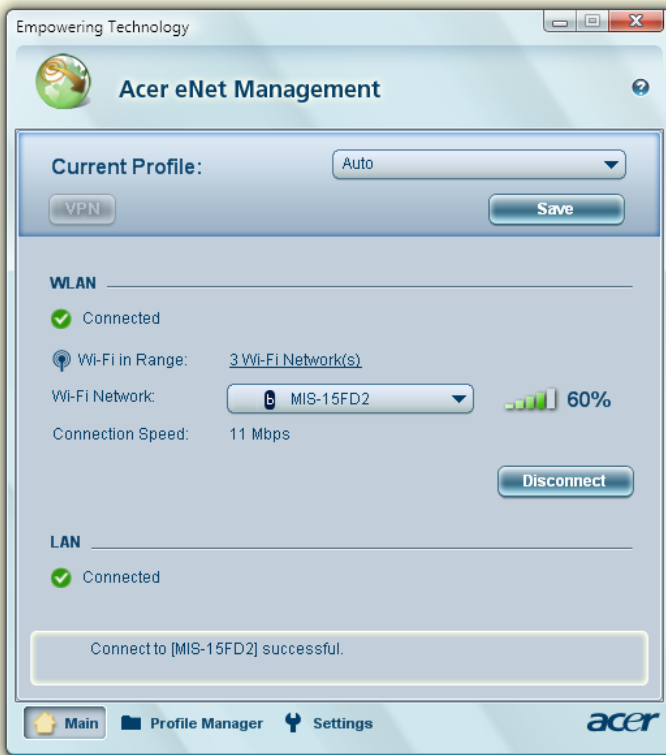 Empowering Technology
Acer eNet Management
Current Profile: Auto
VPN Save
WLAN
Connected
Wi-Fi in Range: 3 Wi-Fi Network(s)
Wi-Fi Network: b MIS-15FD2 60%
Connection Speed: 11 Mbps
Disconnect
LAN
Connected
Connect to [MIS-15FD2] successful.
Main Profile Manager Settings acer